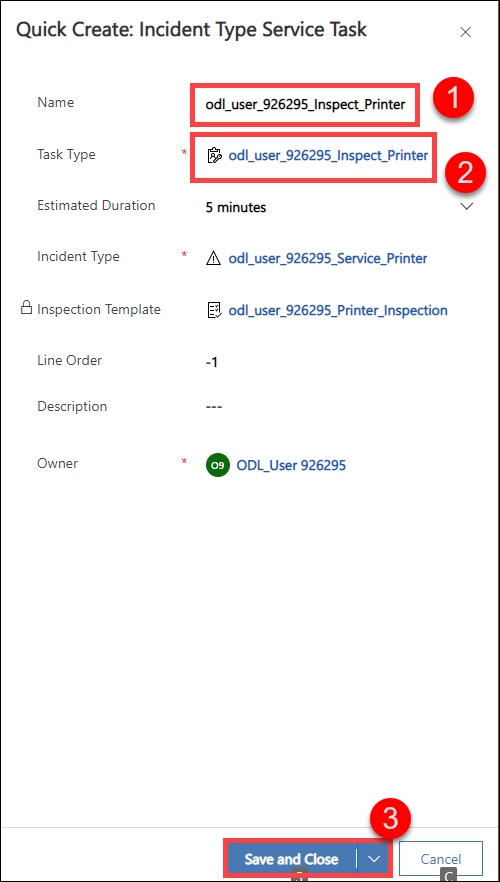 Quick Create: Incident Type Service Task
Name odl_user_926295_Inspect_Printer 1
Task Type * odl_user_926295_Inspect_Printer 2
Estimated Duration 5 minutes
Incident Type * odl_user_926295_Service_Printer
Inspection Template odl_user_926295_Printer_Inspection
Line Order -1
Description ---
Owner * O9 ODL_User 926295
3
Save and Close Cancel
C